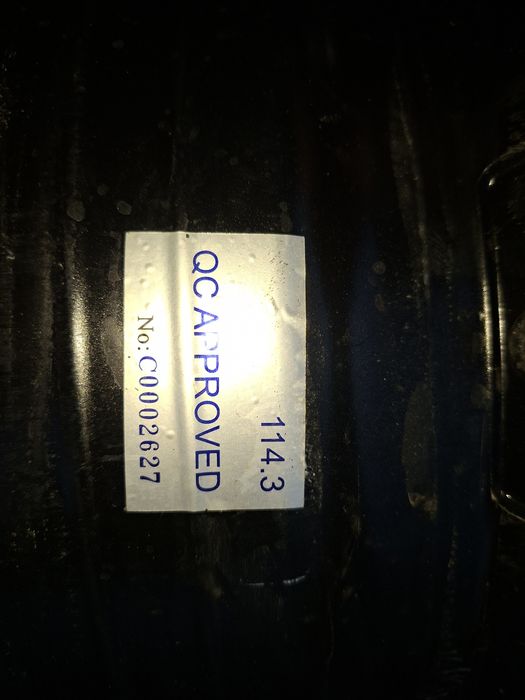 114.3
QC APPROVED
No:C0002627